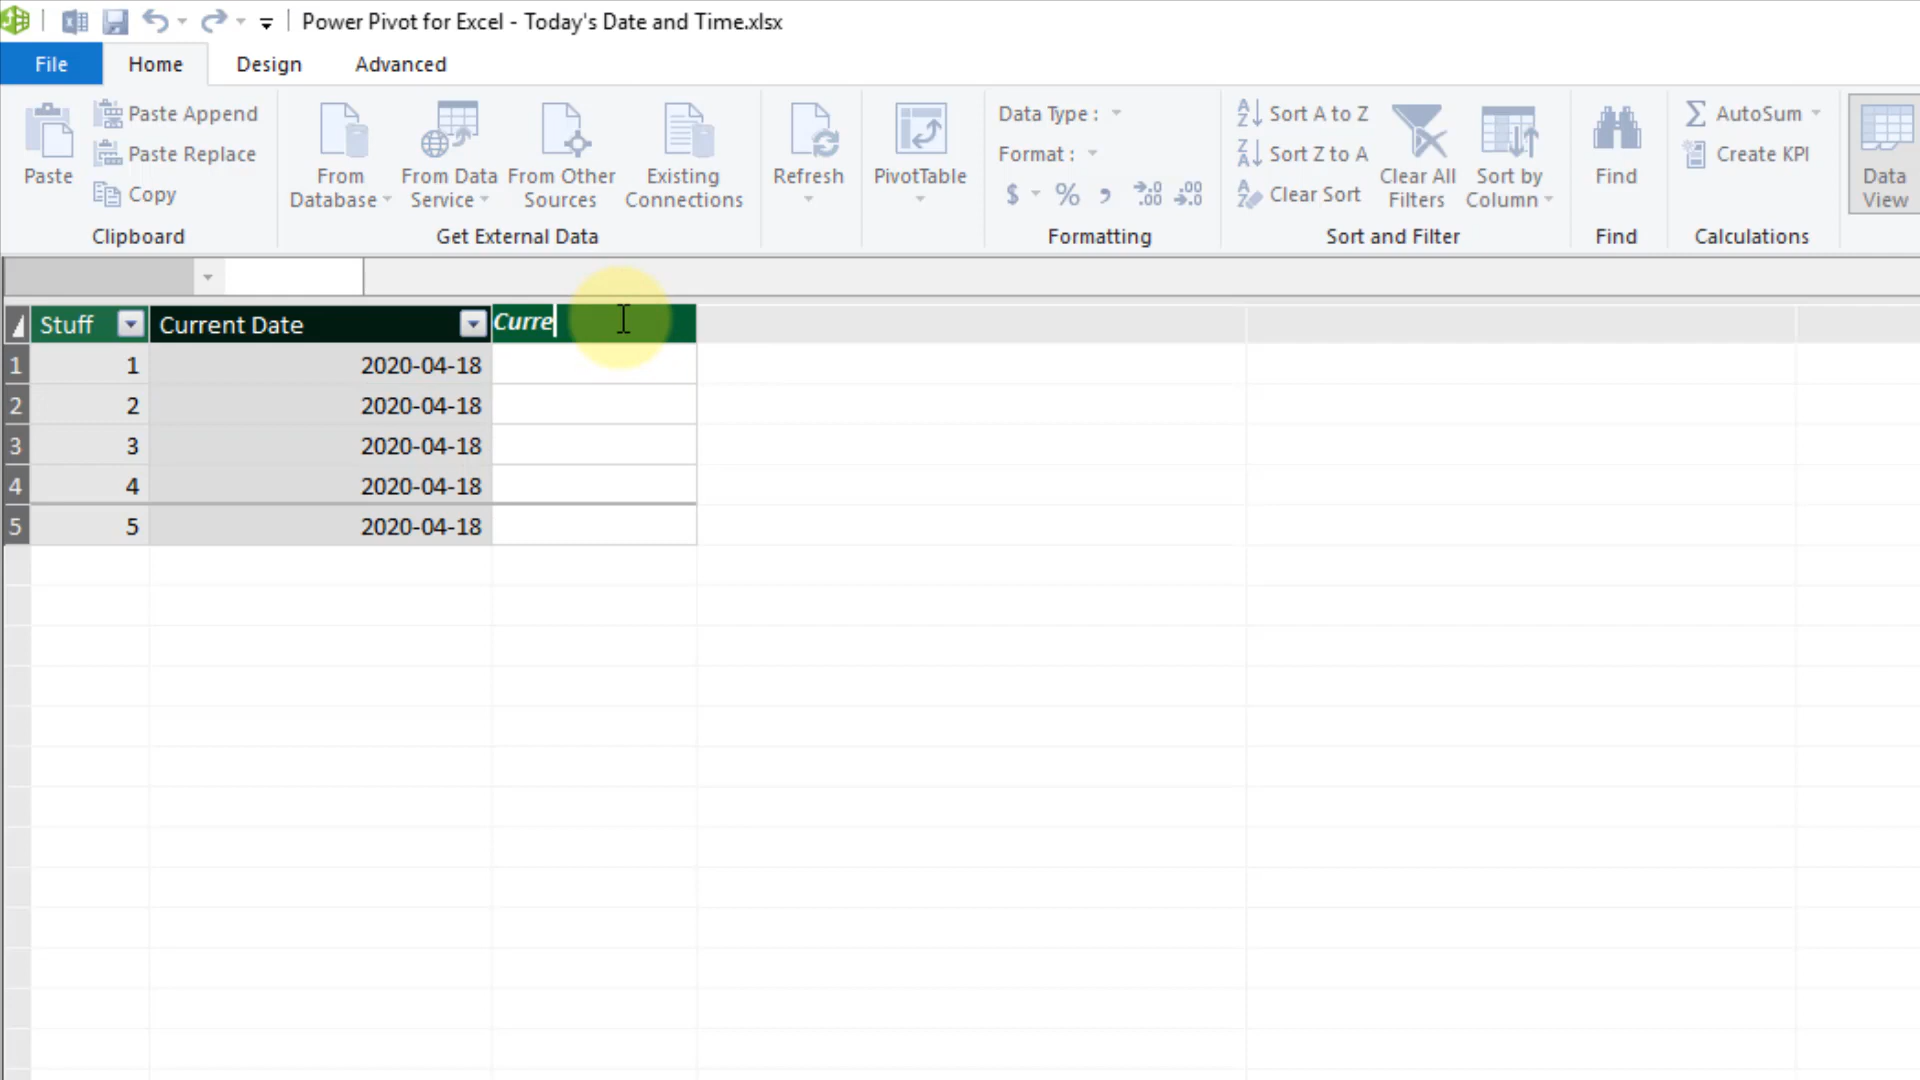 Power Pivot for Excel - Today's Date and Time.xlsx
File Home Design Advanced
Paste
Paste Append
Paste Replace
Copy
Clipboard
From Database
From Data Service
From Other Sources
Existing Connections
Get External Data
Refresh
PivotTable
Data Type :
Format :
$ % , .00 .00
Formatting
Sort A to Z
Sort Z to A
Clear Sort
Clear All Filters
Sort by Column
Sort and Filter
Find
Find
AutoSum
Create KPI
Calculations
Data View
Stuff Current Date Curre
1 1 2020-04-18
2 2 2020-04-18
3 3 2020-04-18
4 4 2020-04-18
5 5 2020-04-18